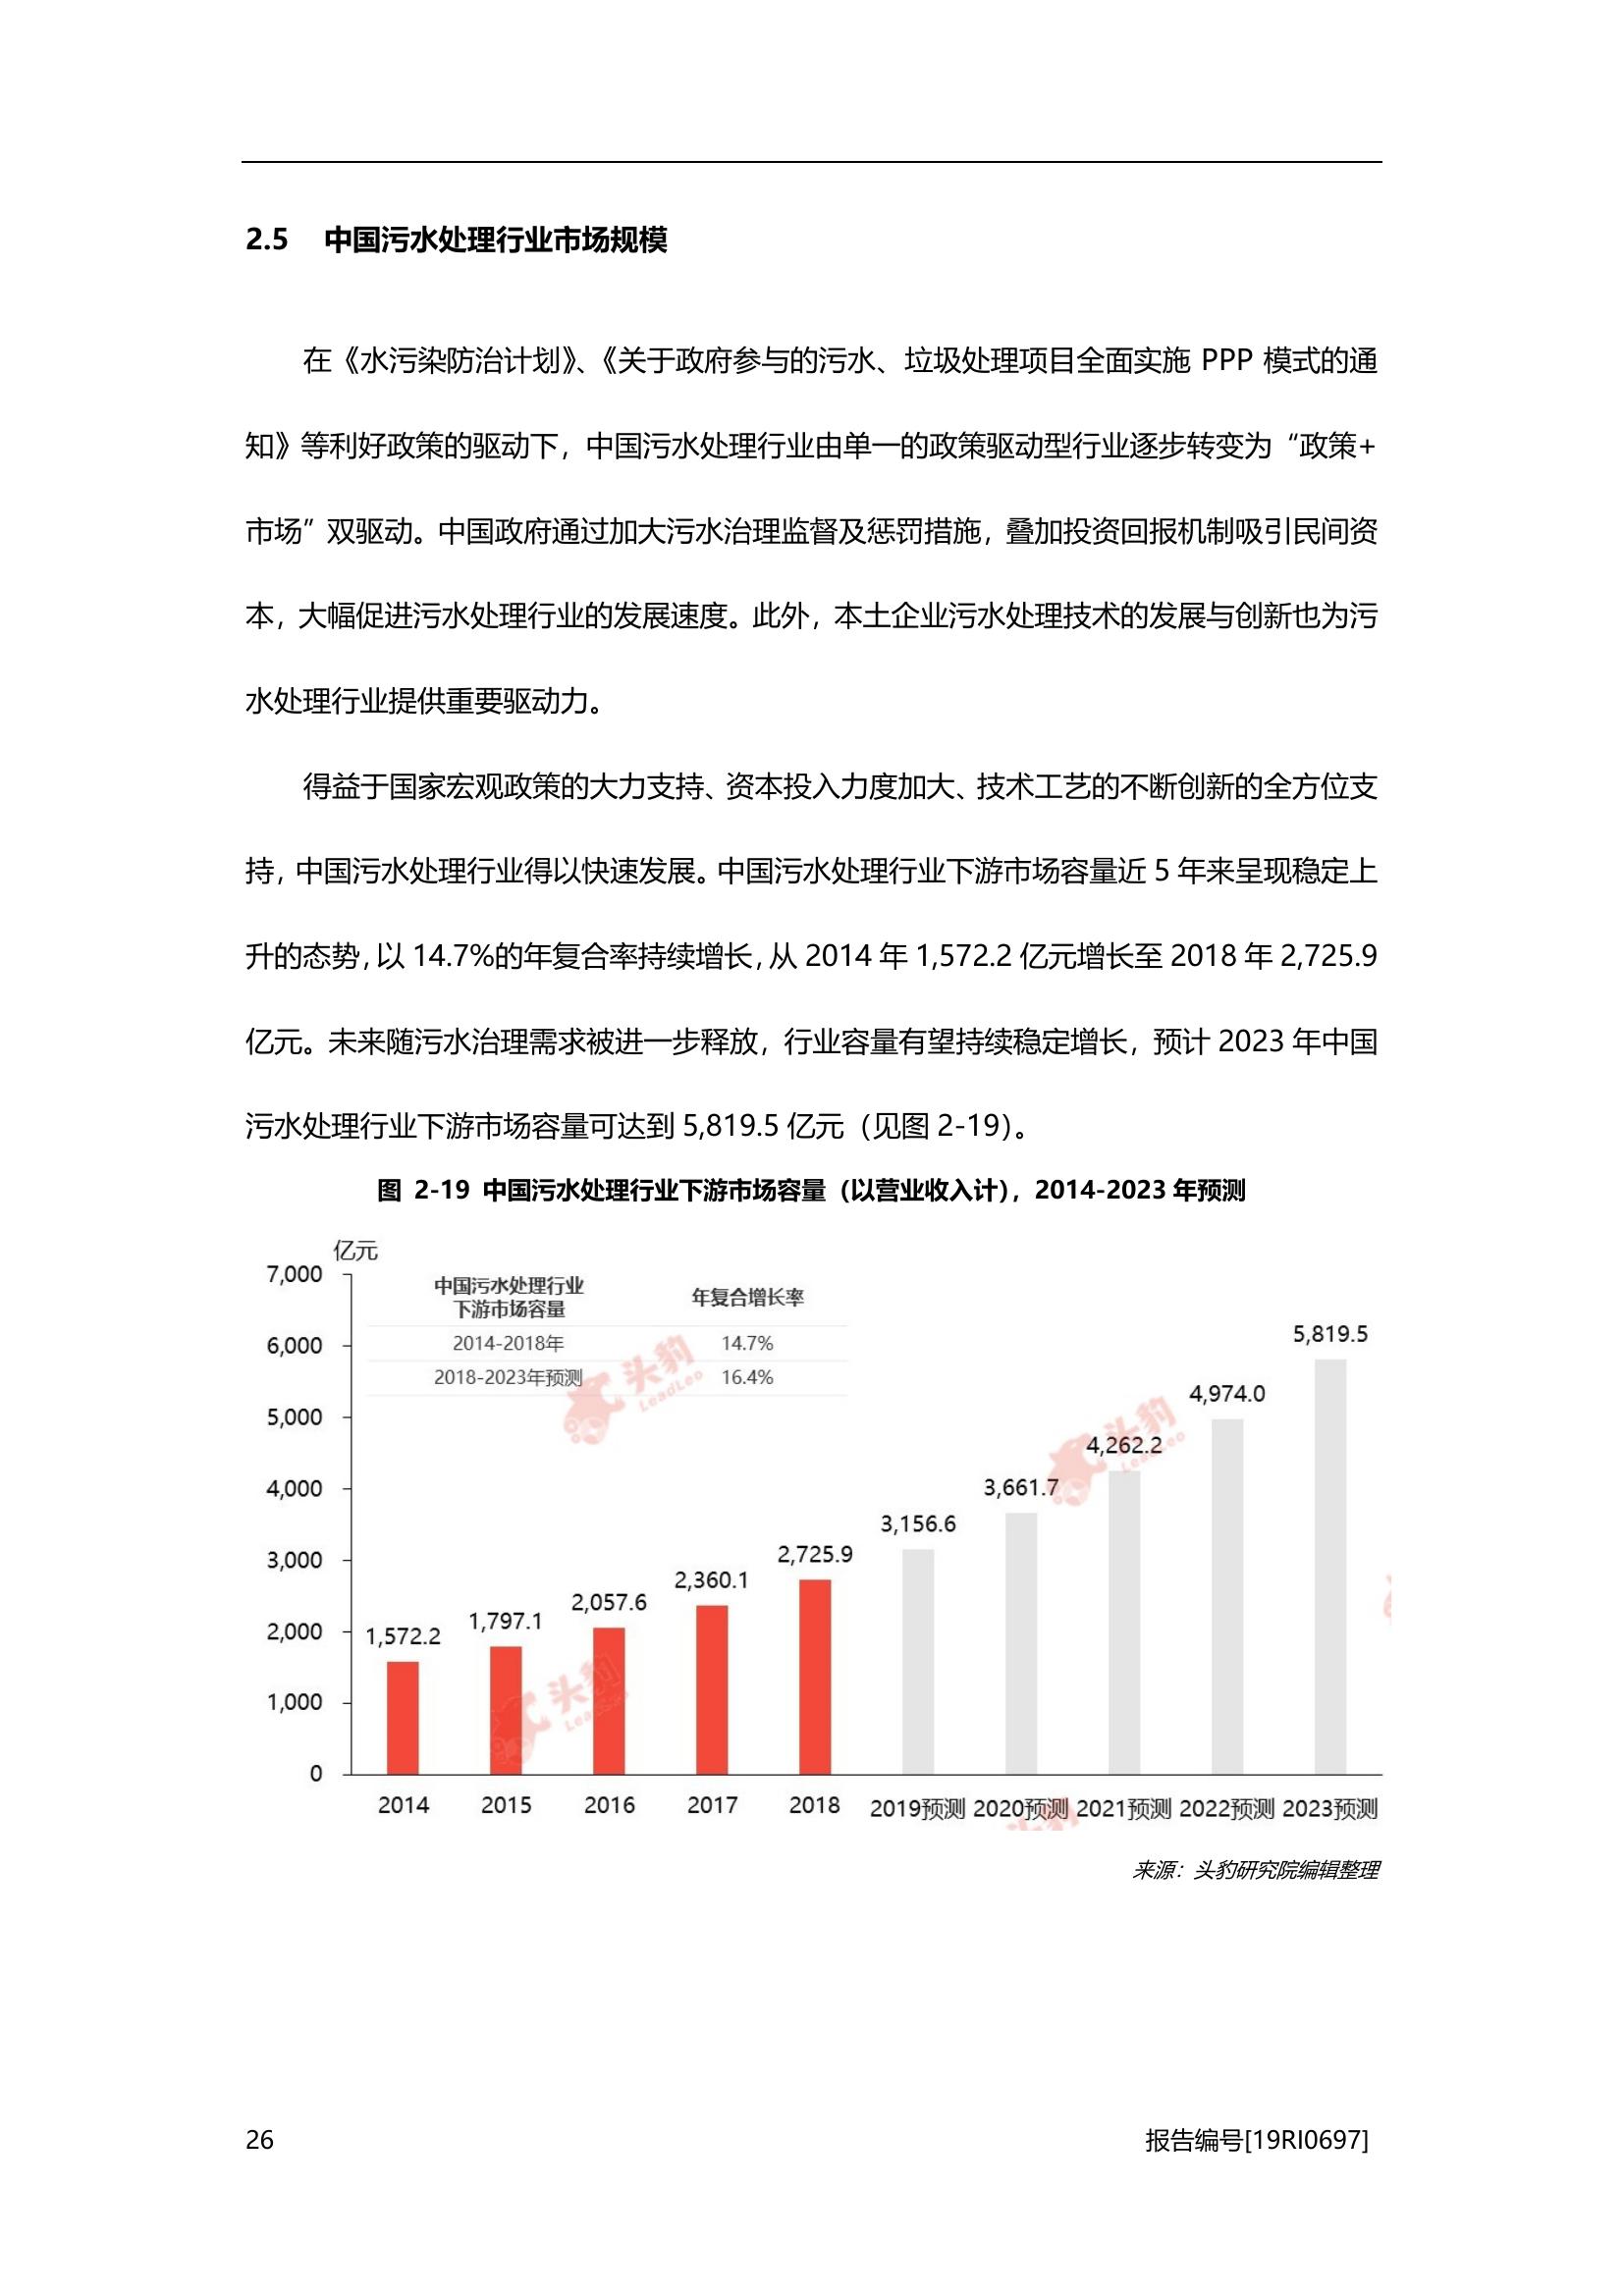 2.5 中国污水处理行业市场规模
在《水污染防治计划》、《关于政府参与的污水、垃圾处理项目全面实施 PPP 模式的通
知》等利好政策的驱动下，中国污水处理行业由单一的政策驱动型行业逐步转变为“政策+
市场”双驱动。中国政府通过加大污水治理监督及惩罚措施，叠加投资回报机制吸引民间资
本，大幅促进污水处理行业的发展速度。此外，本土企业污水处理技术的发展与创新也为污
水处理行业提供重要驱动力。
得益于国家宏观政策的大力支持、资本投入力度加大、技术工艺的不断创新的全方位支
持，中国污水处理行业得以快速发展。中国污水处理行业下游市场容量近 5 年来呈现稳定上
升的态势，以 14.7%的年复合率持续增长，从 2014 年 1,572.2 亿元增长至 2018 年 2,725.9
亿元。未来随污水治理需求被进一步释放，行业容量有望持续稳定增长，预计 2023 年中国
污水处理行业下游市场容量可达到 5,819.5 亿元（见图 2-19）。
图 2-19 中国污水处理行业下游市场容量（以营业收入计），2014-2023 年预测
亿元
7,000
6,000
5,000
4,000
3,000
2,000
1,000
0
中国污水处理行业
下游市场容量
年复合增长率
2014-2018年 14.7%
2018-2023年预测 16.4%
1,572.2
1,797.1
2,057.6
2,360.1
2,725.9
3,156.6
3,661.7
4,262.2
4,974.0
5,819.5
2014 2015 2016 2017 2018 2019预测 2020预测 2021预测 2022预测 2023预测
头豹
LeadLeo
头豹
LeadLeo
头豹
LeadLeo
头豹
来源：头豹研究院编辑整理
26 报告编号[19RI0697]